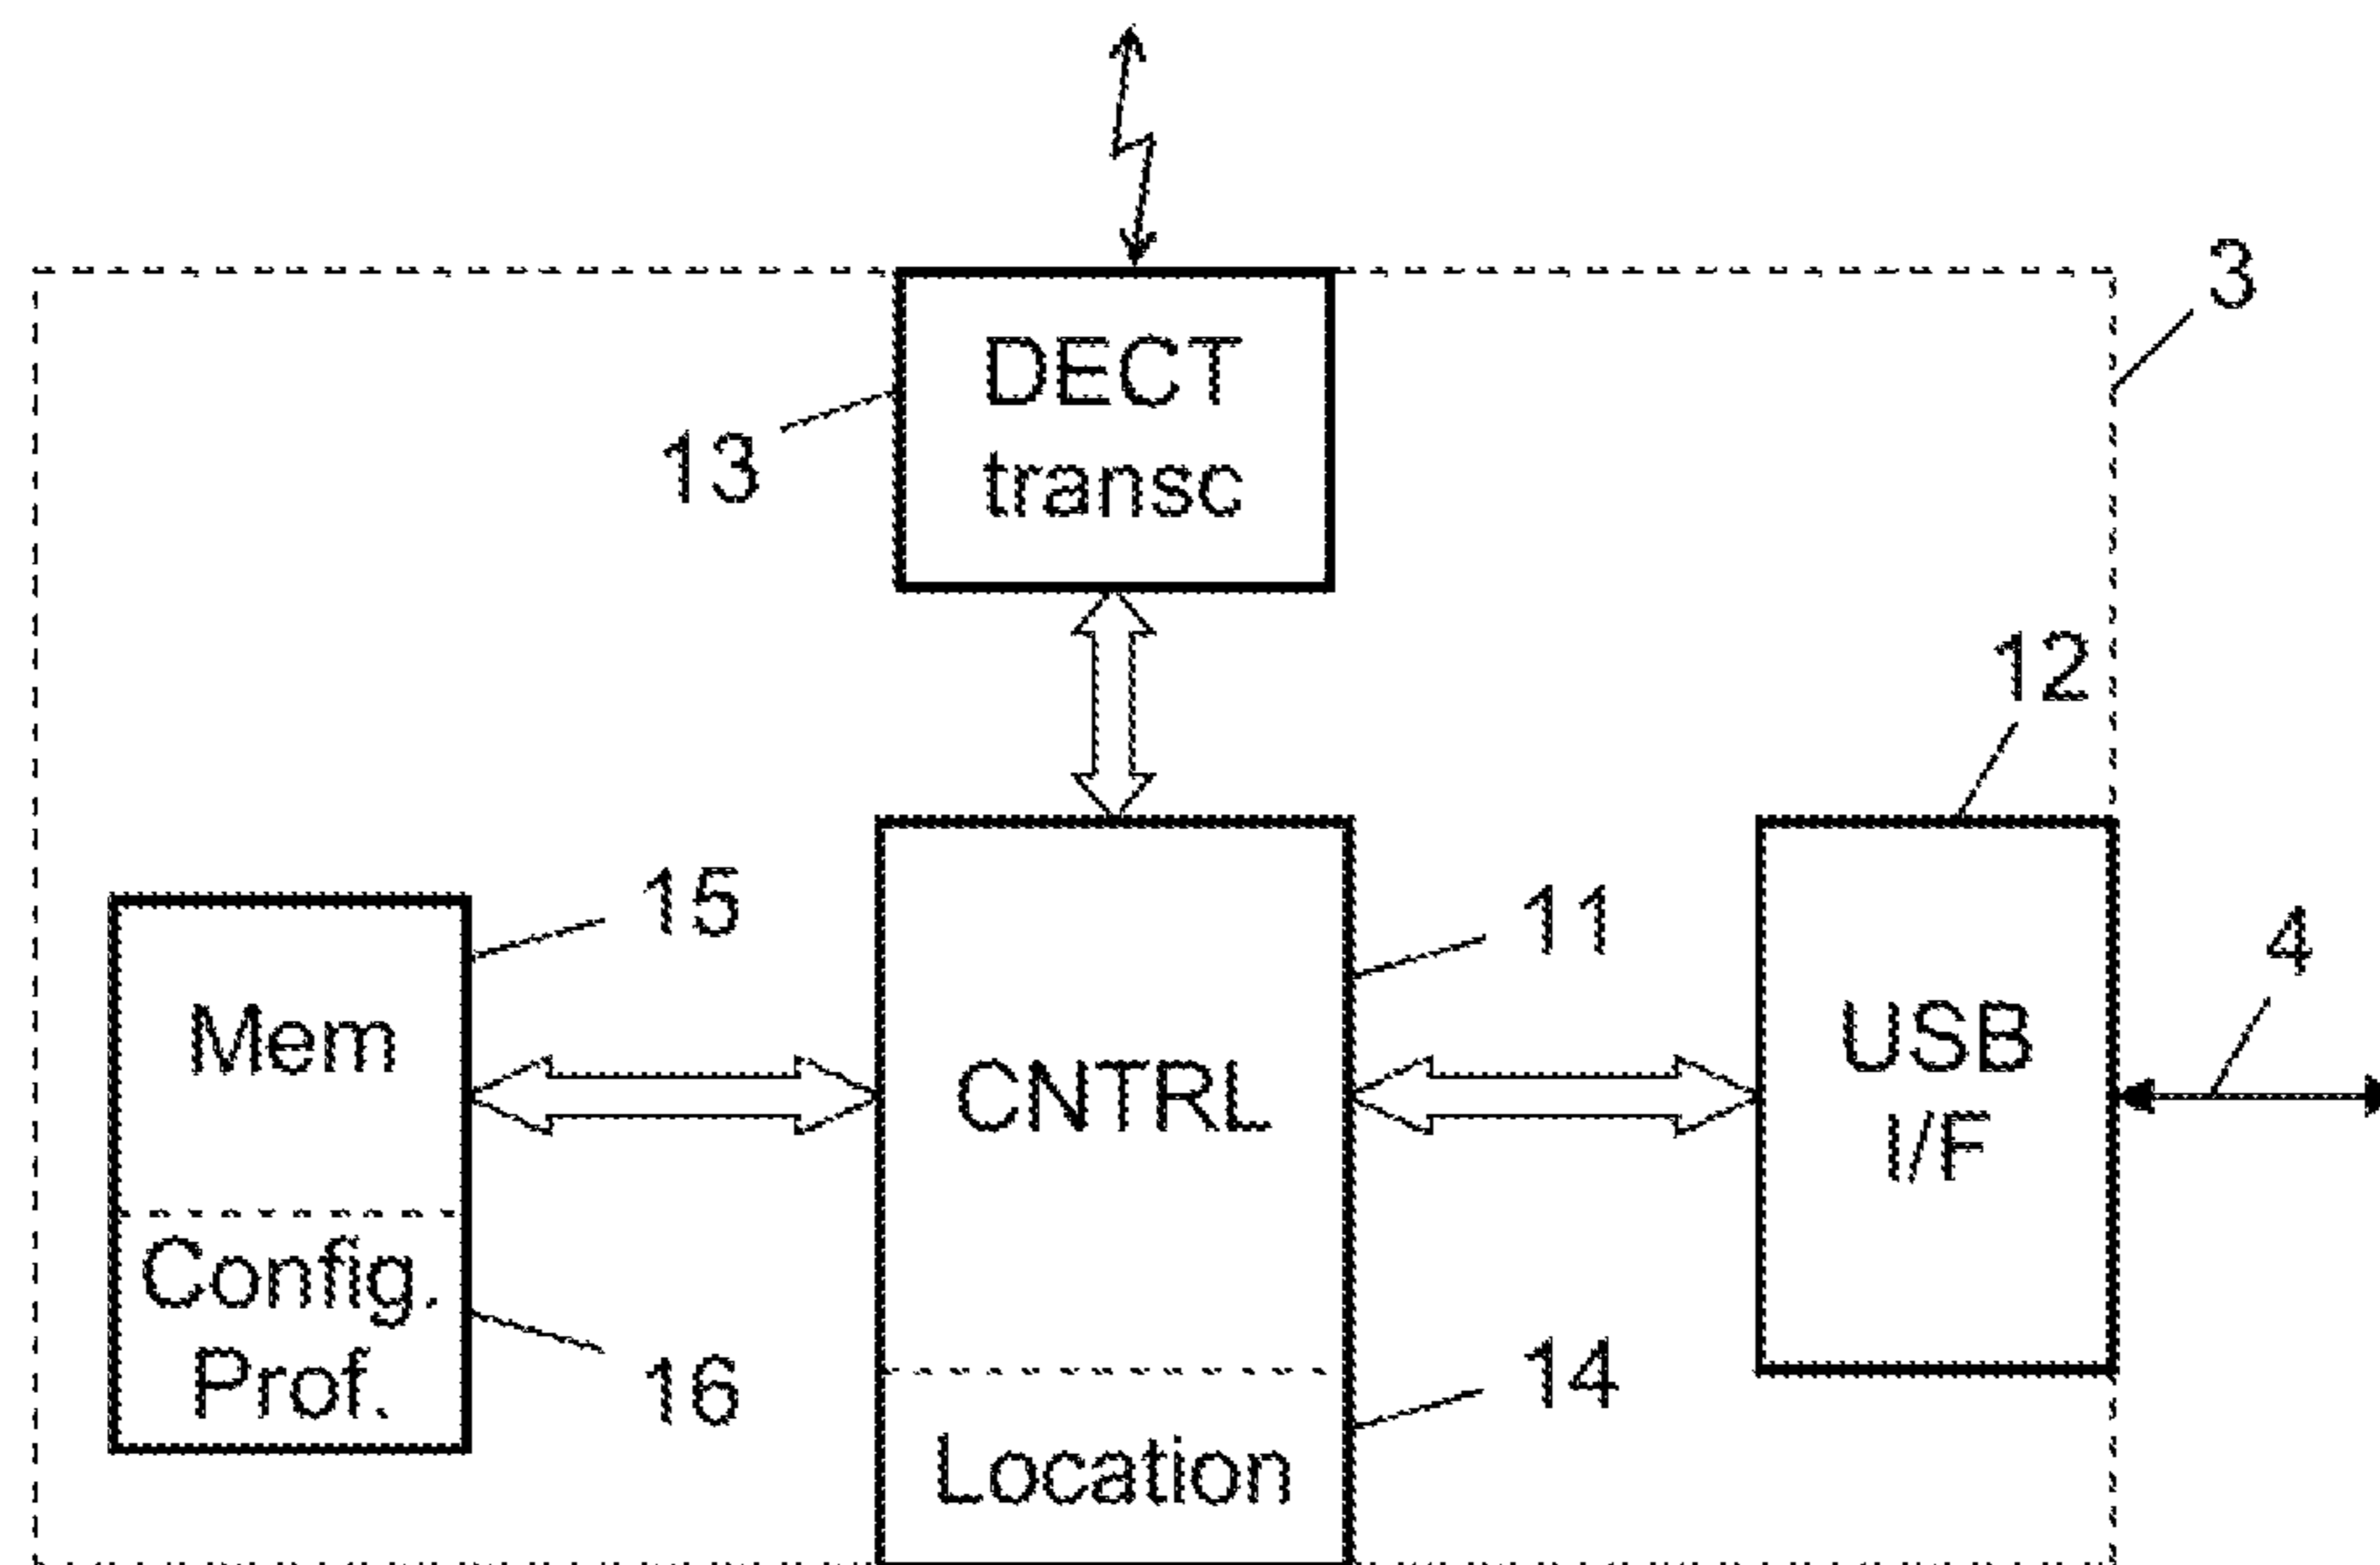 3
DECT
transc
13
12
15
11
4
Mem
CNTRL
USB
I/F
Config.
Prof.
16
14
Location